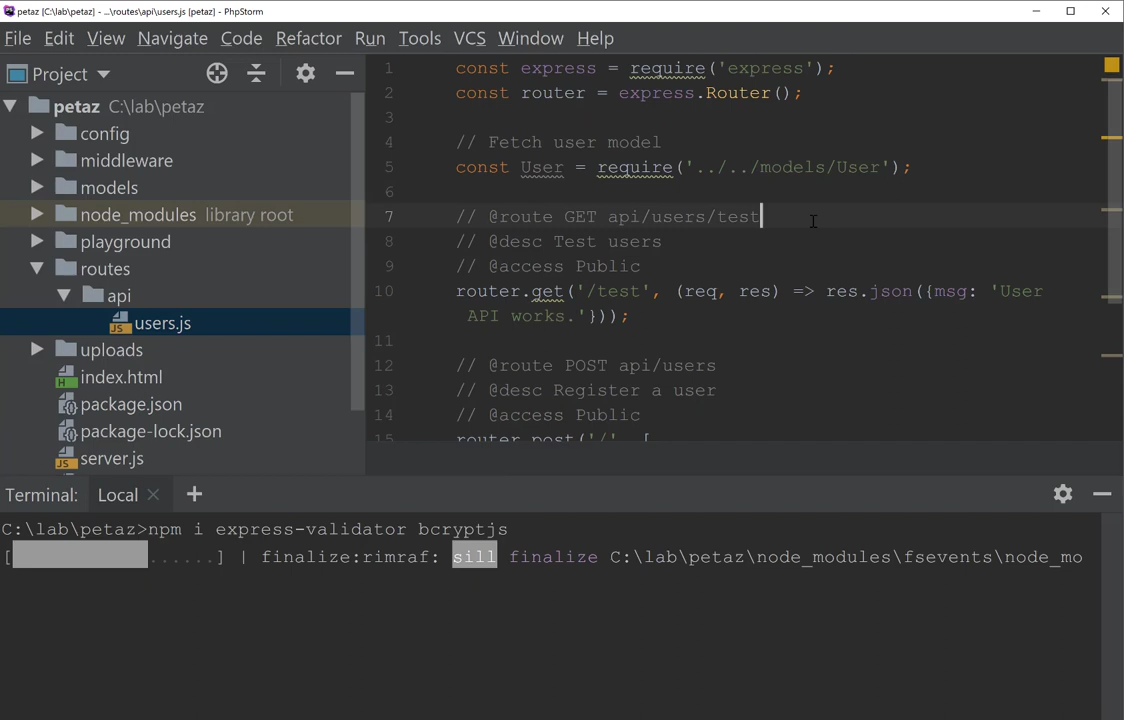 petaz [C:\lab\petaz] - ...\routes\api\users.js [petaz] - PhpStorm
File Edit View Navigate Code Refactor Run Tools VCS Window Help
Project
petaz C:\lab\petaz
config
middleware
models
node_modules library root
playground
routes
api
JS users.js
uploads
H index.html
package.json
package-lock.json
JS server.js
1 const express = require('express');
2 const router = express.Router();
3
4 // Fetch user model
5 const User = require('../../models/User');
6
7 // @route GET api/users/test
8 // @desc Test users
9 // @access Public
10 router.get('/test', (req, res) => res.json({msg: 'User
API works.'}));
11
12 // @route POST api/users
13 // @desc Register a user
14 // @access Public
15 router.post('/', [
Terminal: Local +
C:\lab\petaz>npm i express-validator bcryptjs
[ ......] | finalize:rimraf: sill finalize C:\lab\petaz\node_modules\fsevents\node_mo